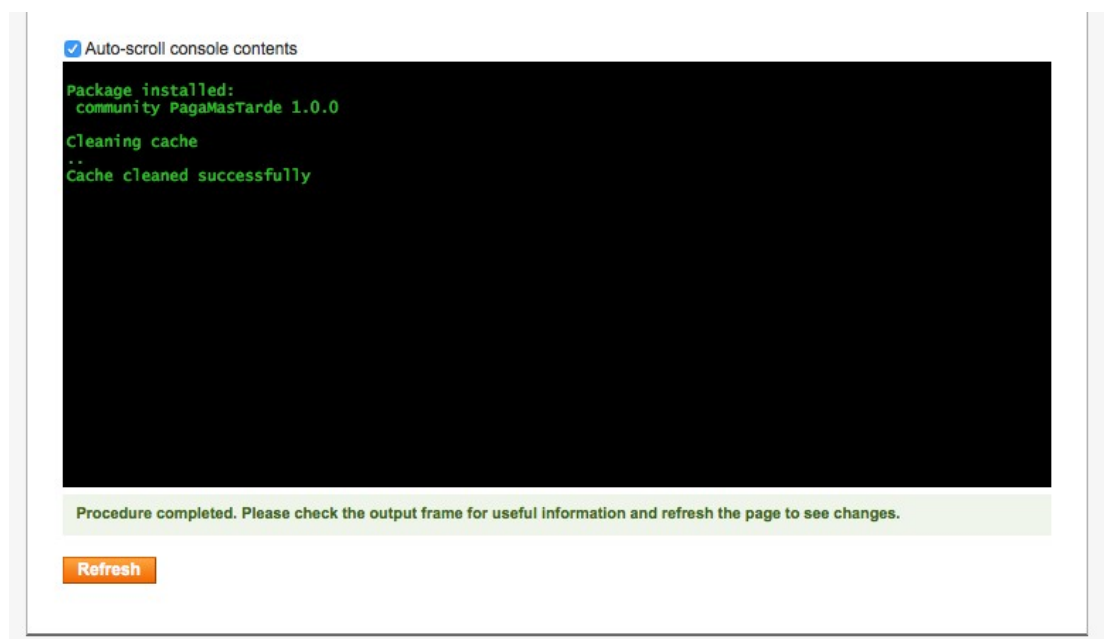 Auto-scroll console contents
Package installed:
community PagaMasTarde 1.0.0
Cleaning cache
..
Cache cleaned successfully
Procedure completed. Please check the output frame for useful information and refresh the page to see changes.
Refresh